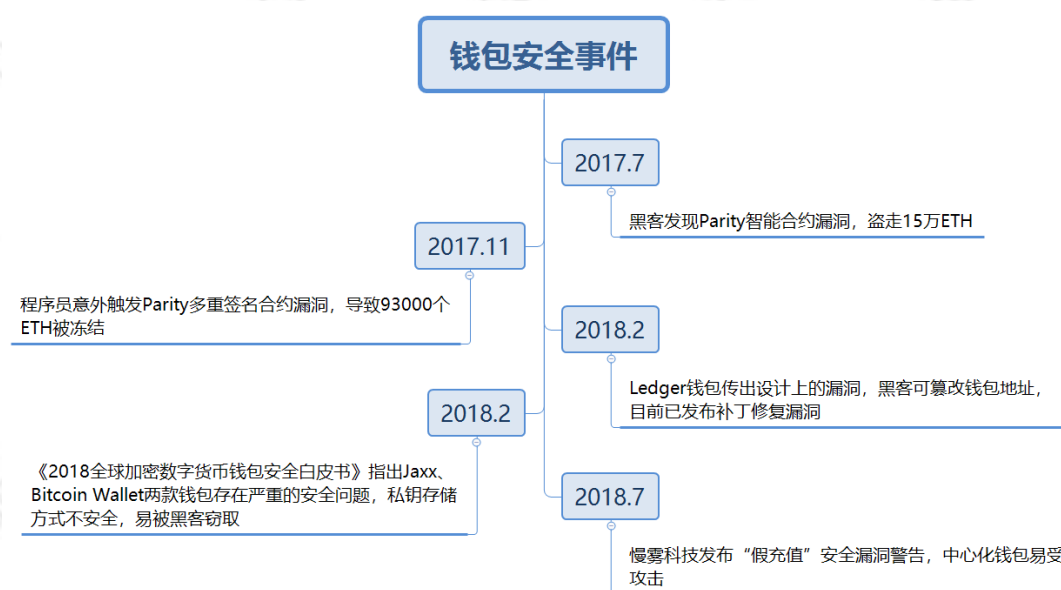 钱包安全事件
2017.7
黑客发现Parity智能合约漏洞，盗走15万ETH
2017.11
程序员意外触发Parity多重签名合约漏洞，导致93000个
ETH被冻结
2018.2
Ledger钱包传出设计上的漏洞，黑客可篡改钱包地址，
目前已发布补丁修复漏洞
2018.2
《2018全球加密数字货币钱包安全白皮书》指出Jaxx、
Bitcoin Wallet两款钱包存在严重的安全问题，私钥存储
方式不安全，易被黑客窃取
2018.7
慢雾科技发布“假充值”安全漏洞警告，中心化钱包易受
攻击